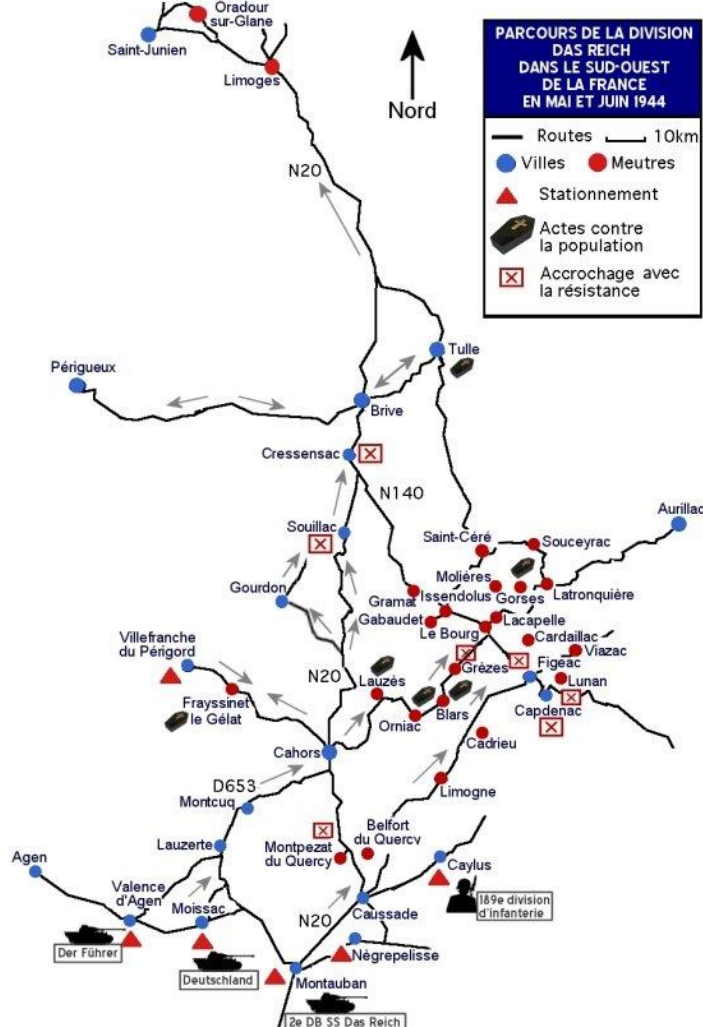 Oradour
sur-Glane
Saint-Junien
Limoges
Nord
PARCOURS DE LA DIVISION
DAS REICH
DANS LE SUD-OUEST
DE LA FRANCE
EN MAI ET JUIN 1944
Routes 10km
Villes Meutres
Stationnement
Actes contre
la population
Accrochage avec
la résistance
N20
Tulle
Périgueux
Brive
Cressensac
N140
Aurillac
Souillac
Saint-Céré
Souceyrac
Molières
Gourdon
Gramat
Issendolus
Gorses
Latronquière
Gabaudet
Lacapelle
Le Bourg
Cardaillac
Viazac
Villefranche
du Périgord
N20
Lauzès
Grèzes
Figeac
Lunan
Frayssinet
le Gélat
Orniac
Blars
Capdenac
Cahors
Cadrieu
D653
Montcuq
Limogne
Lauzerte
Montpezat
du Quercy
Belfort
du Quercy
Agen
Caylus
Valence
d'Agen
Moissac
189e division
d'infanterie
N20
Caussade
Der Führer
Nègrepelisse
Deutschland
Montauban
2e DB SS Das Reich